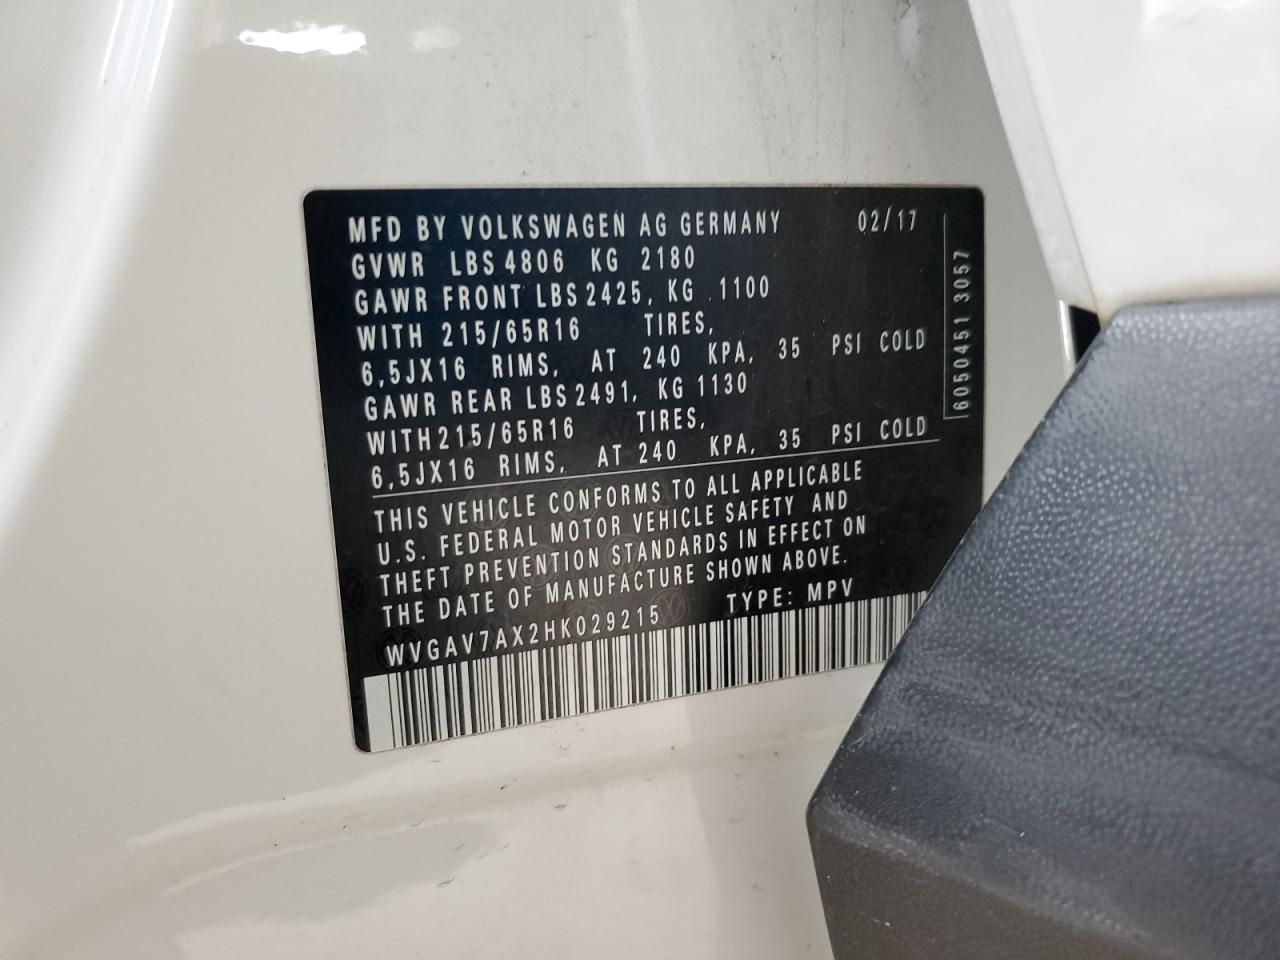 MFD BY VOLKSWAGEN AG GERMANY 02/17
GVWR LBS 4806 KG 2180
GAWR FRONT LBS 2425, KG 1100
WITH 215/65R16 TIRES,
6,5JX16 RIMS, AT 240 KPA, 35 PSI COLD
GAWR REAR LBS 2491, KG 1130
WITH 215/65R16 TIRES,
6,5JX16 RIMS, AT 240 KPA, 35 PSI COLD
THIS VEHICLE CONFORMS TO ALL APPLICABLE
U.S. FEDERAL MOTOR VEHICLE SAFETY AND
THEFT PREVENTION STANDARDS IN EFFECT ON
THE DATE OF MANUFACTURE SHOWN ABOVE.
WVGAV7AX2HK029215 TYPE: MPV
6050451 3057